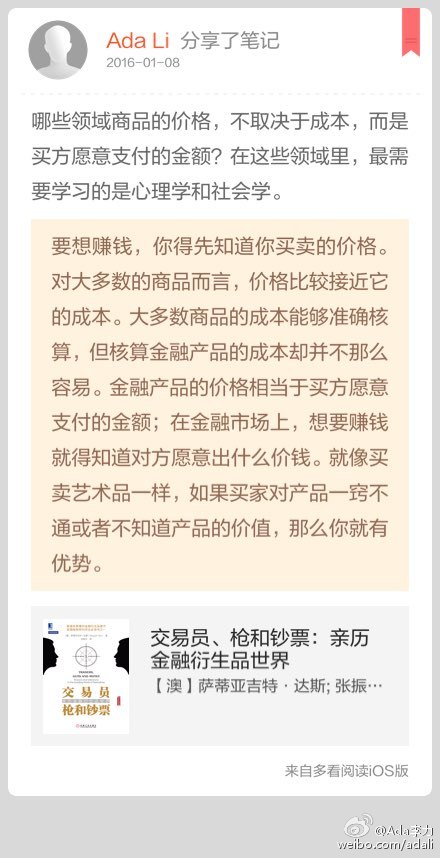 Ada Li 分享了笔记
2016-01-08
哪些领域商品的价格，不取决于成本，而是
买方愿意支付的金额？在这些领域里，最需
要学习的是心理学和社会学。
要想赚钱，你得先知道你买卖的价格。
对大多数的商品而言，价格比较接近它
的成本。大多数商品的成本能够准确核
算，但核算金融产品的成本却并不那么
容易。金融产品的价格相当于买方愿意
支付的金额；在金融市场上，想要赚钱
就得知道对方愿意出什么价钱。就像买
卖艺术品一样，如果买家对产品一窍不
通或者不知道产品的价值，那么你就有
优势。
交易员
枪和钞票
交易员、枪和钞票：亲历
金融衍生品世界
【澳】萨蒂亚吉特·达斯; 张振…
来自多看阅读iOS版
@Ada李力
weibo.com/adali